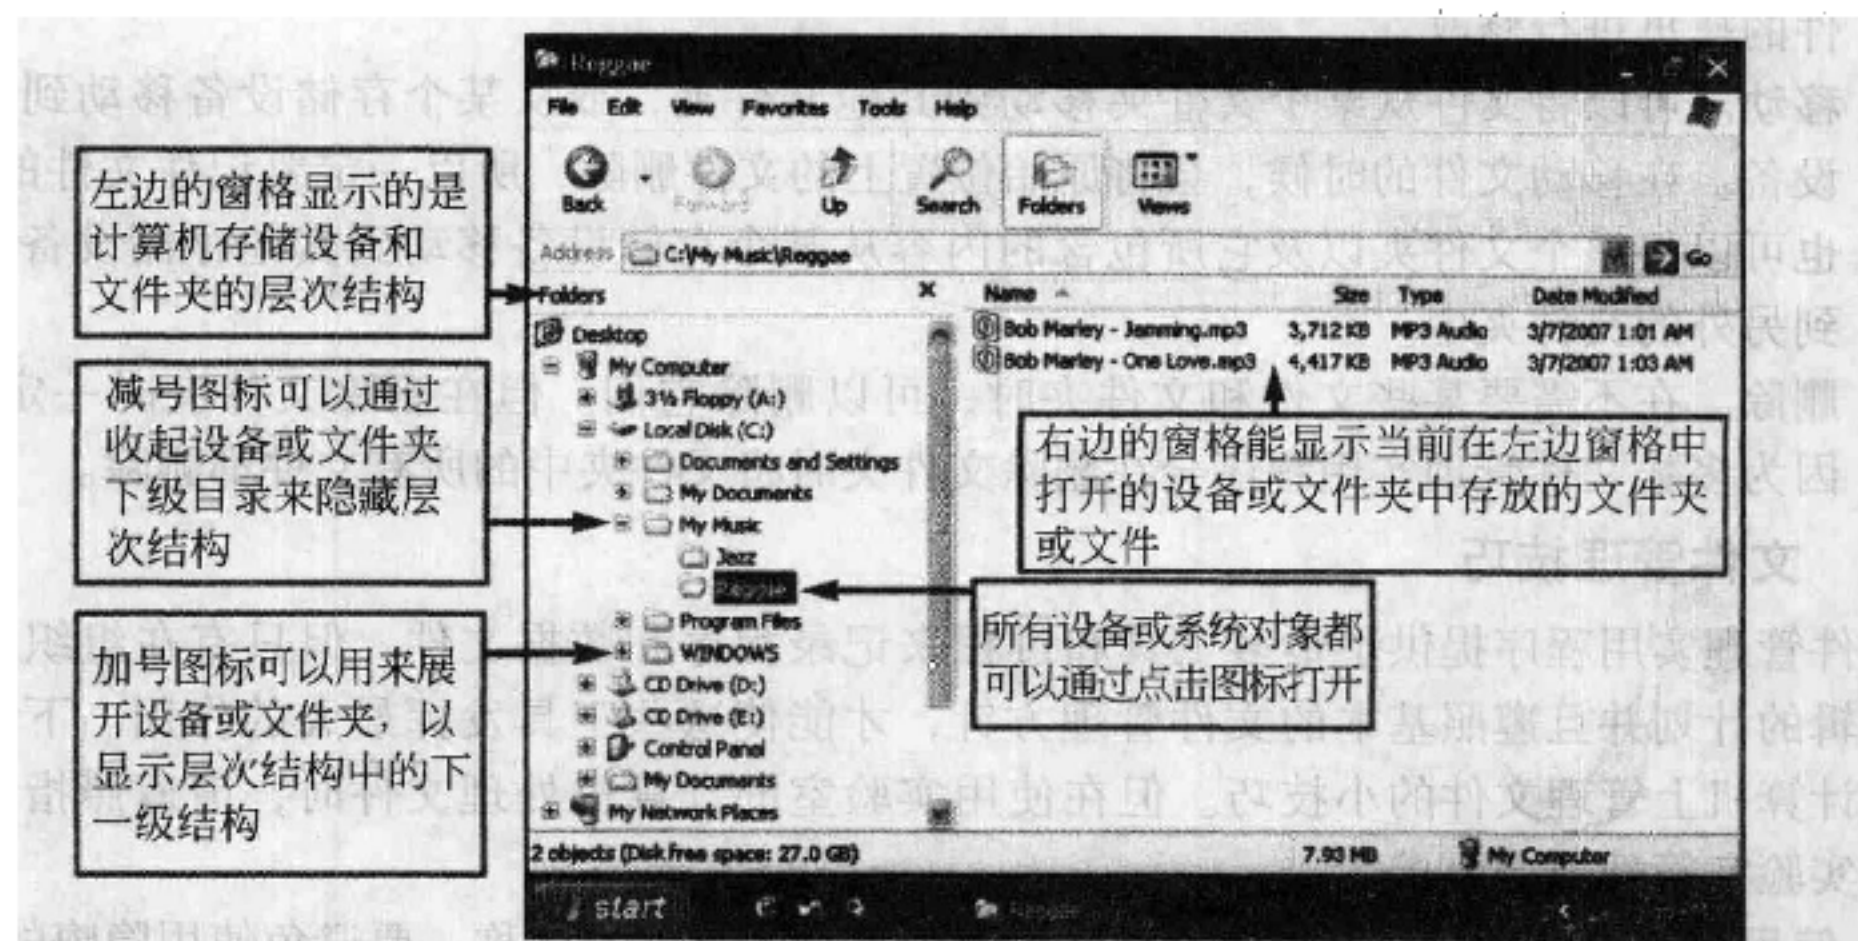 Reggae
File Edit View Favorites Tools Help
Back Forward Up Search Folders Views
Address C:\My Music\Reggae Go
左边的窗格显示的是
计算机存储设备和
文件夹的层次结构
减号图标可以通过
收起设备或文件夹
下级目录来隐藏层
次结构
加号图标可以用来展
开设备或文件夹，以
显示层次结构中的下
一级结构
Folders
Desktop
My Computer
3½ Floppy (A:)
Local Disk (C:)
Documents and Settings
My Documents
My Music
Jazz
Reggae
Program Files
WINDOWS
CD Drive (D:)
CD Drive (E:)
Control Panel
My Documents
My Network Places
Name Size Type Date Modified
Bob Marley - Jamming.mp3 3,712 KB MP3 Audio 3/7/2007 1:01 AM
Bob Marley - One Love.mp3 4,417 KB MP3 Audio 3/7/2007 1:03 AM
右边的窗格能显示当前在左边窗格中
打开的设备或文件夹中存放的文件夹
或文件
所有设备或系统对象都
可以通过点击图标打开
2 objects (Disk free space: 27.0 GB) 7.93 MB My Computer
start Reggae